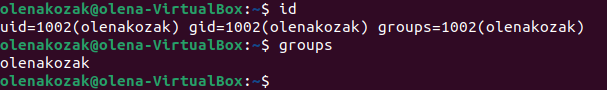 olenakozak@olena-VirtualBox:~$ id
uid=1002(olenakozak) gid=1002(olenakozak) groups=1002(olenakozak)
olenakozak@olena-VirtualBox:~$ groups
olenakozak
olenakozak@olena-VirtualBox:~$